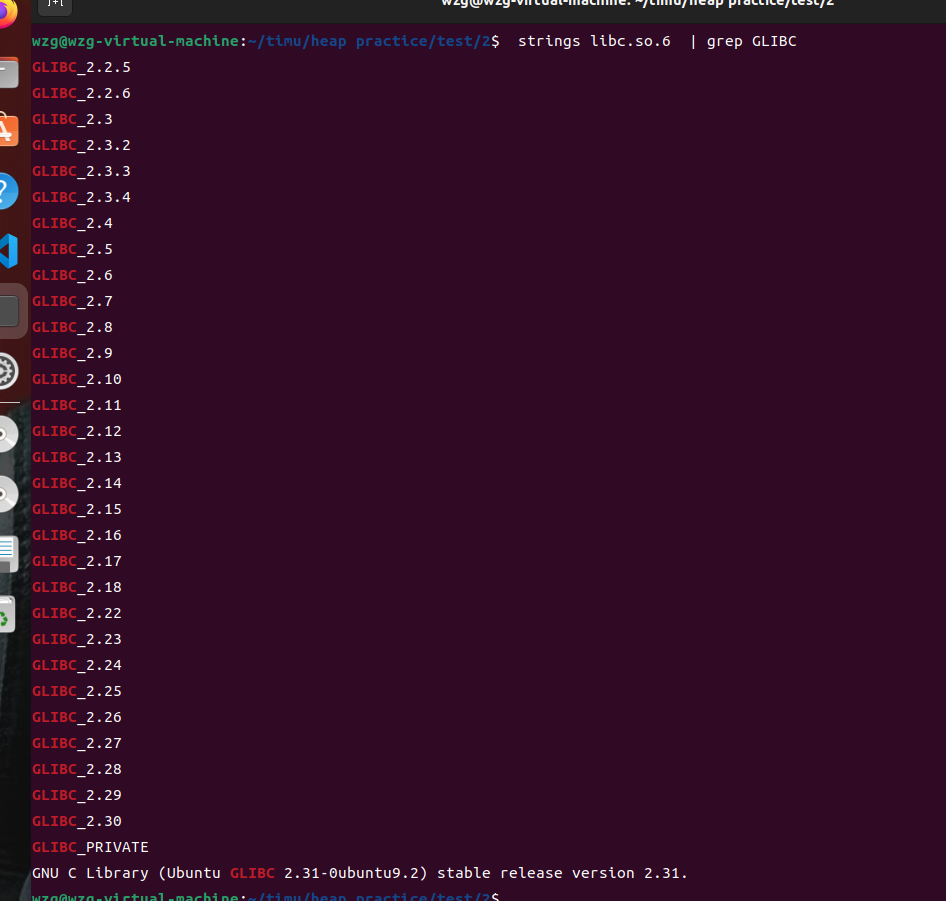 wzg@wzg-virtual-machine: ~/timu/heap practice/test/2
wzg@wzg-virtual-machine:~/timu/heap practice/test/2$  strings libc.so.6  | grep GLIBC
GLIBC_2.2.5
GLIBC_2.2.6
GLIBC_2.3
GLIBC_2.3.2
GLIBC_2.3.3
GLIBC_2.3.4
GLIBC_2.4
GLIBC_2.5
GLIBC_2.6
GLIBC_2.7
GLIBC_2.8
GLIBC_2.9
GLIBC_2.10
GLIBC_2.11
GLIBC_2.12
GLIBC_2.13
GLIBC_2.14
GLIBC_2.15
GLIBC_2.16
GLIBC_2.17
GLIBC_2.18
GLIBC_2.22
GLIBC_2.23
GLIBC_2.24
GLIBC_2.25
GLIBC_2.26
GLIBC_2.27
GLIBC_2.28
GLIBC_2.29
GLIBC_2.30
GLIBC_PRIVATE
GNU C Library (Ubuntu GLIBC 2.31-0ubuntu9.2) stable release version 2.31.
wzg@wzg-virtual-machine:~/timu/heap practice/test/2$